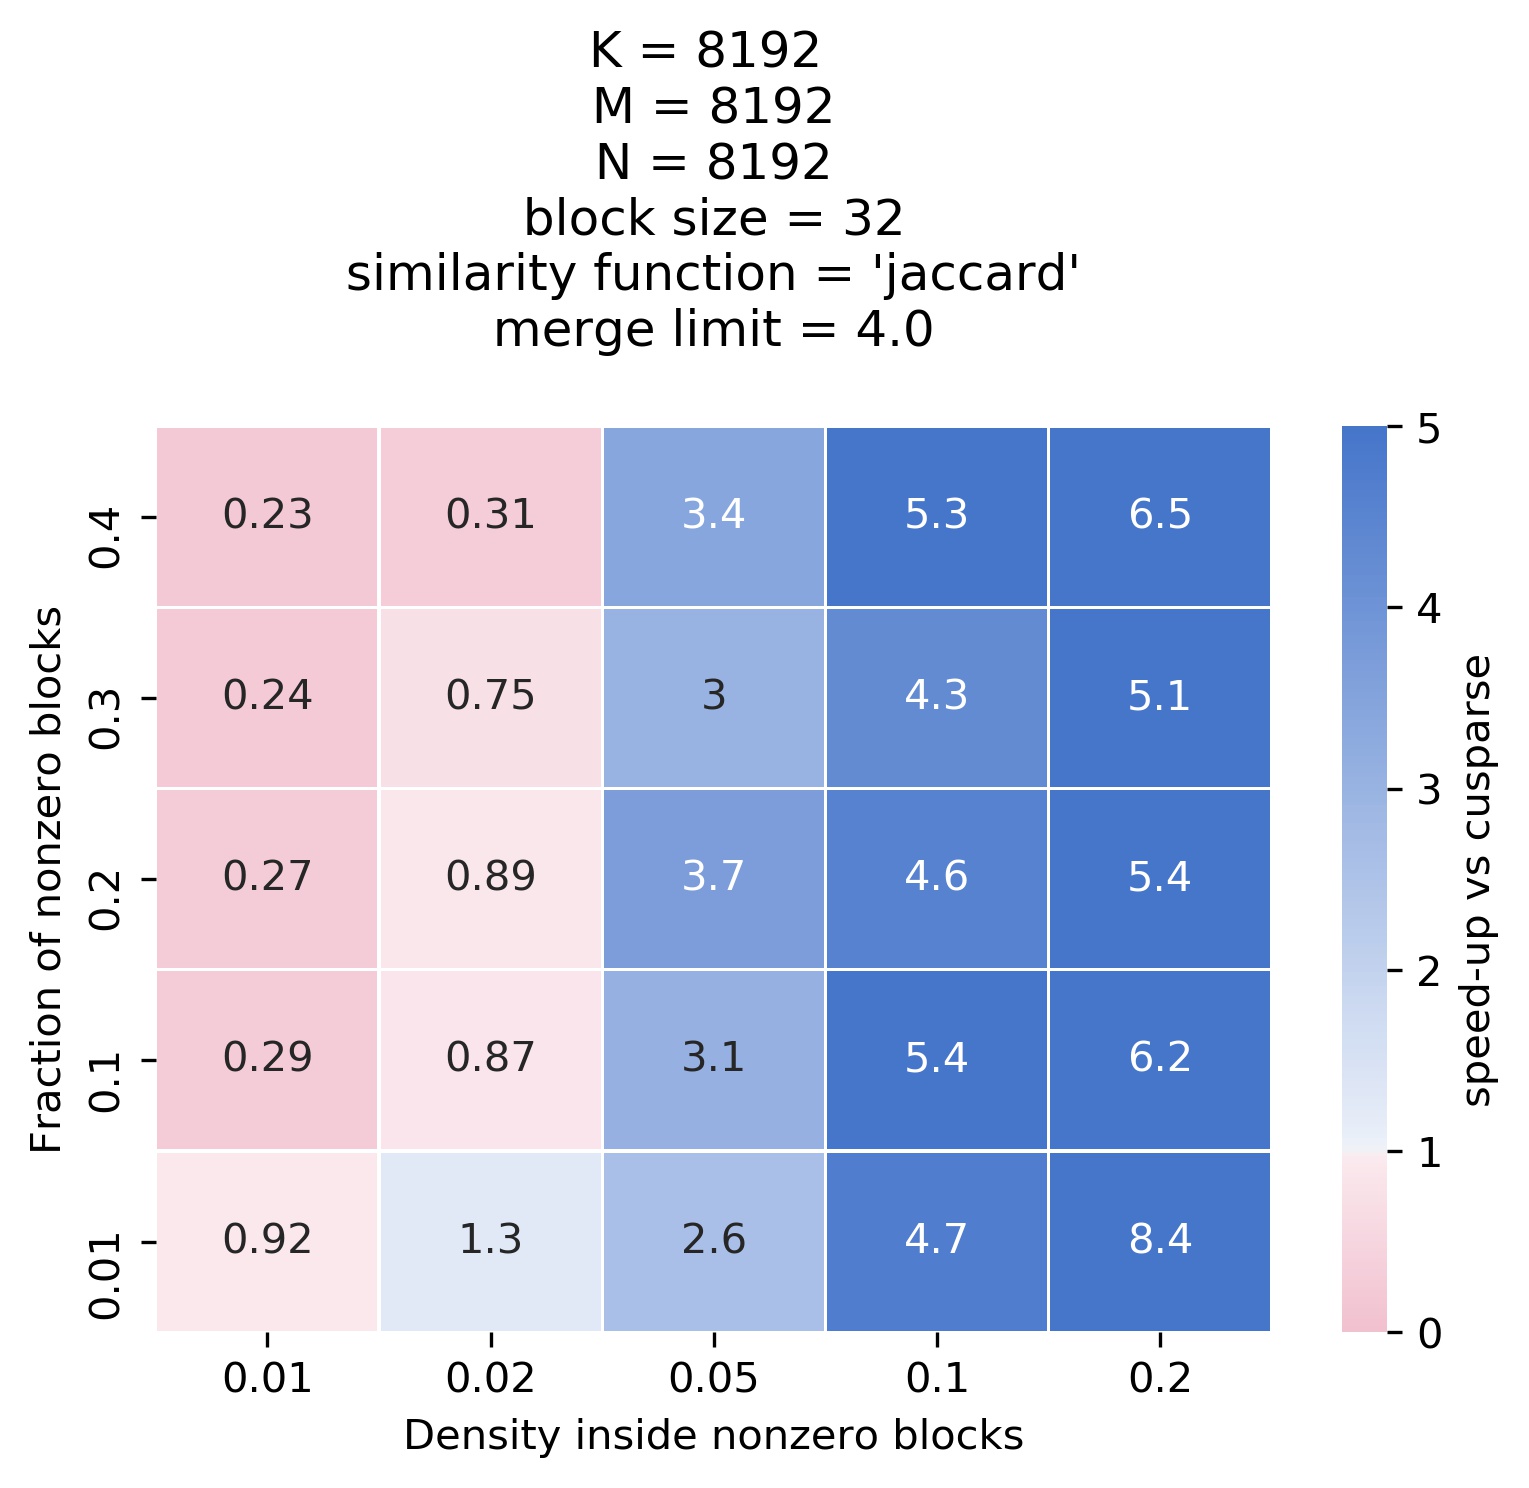 K = 8192
M = 8192
N = 8192
block size = 32
similarity function = 'jaccard'
merge limit = 4.0
Fraction of nonzero blocks
0.4
0.23 0.31 3.4 5.3 6.5
0.3
0.24 0.75 3 4.3 5.1
0.2
0.27 0.89 3.7 4.6 5.4
0.1
0.29 0.87 3.1 5.4 6.2
0.01
0.92 1.3 2.6 4.7 8.4
0.01 0.02 0.05 0.1 0.2
Density inside nonzero blocks
5
4
3
2
1
0
speed-up vs cusparse